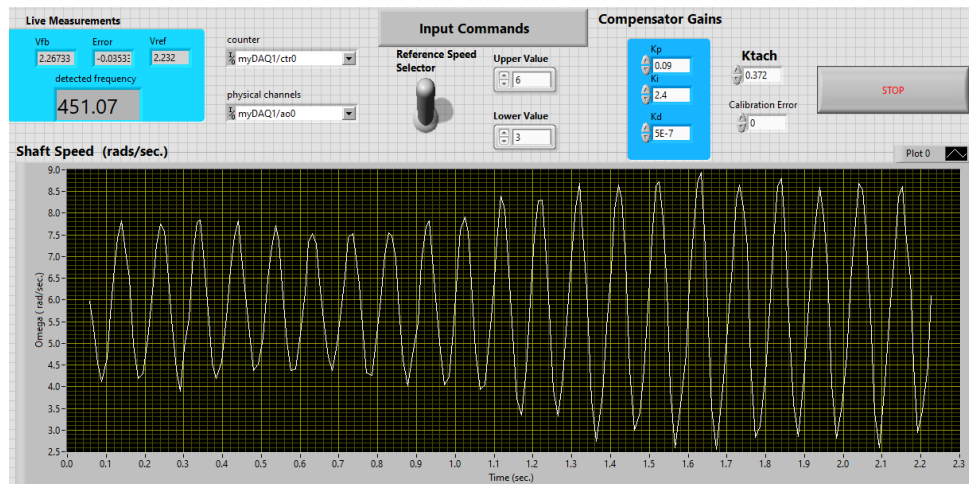 Live Measurements
Vfb Error Vref
2.26733 -0.03533 2.232
detected frequency
451.07
counter
myDAQ1/ctr0
physical channels
myDAQ1/ao0
Input Commands
Reference Speed
Selector
Upper Value
6
Lower Value
3
Compensator Gains
Kp
0.09
Ki
2.4
Kd
5E-7
Ktach
0.372
Calibration Error
0
STOP
Shaft Speed (rads/sec.)
Plot 0
Omega ( rad/sec.)
9.0
8.5
8.0
7.5
7.0
6.5
6.0
5.5
5.0
4.5
4.0
3.5
3.0
2.5
0.0 0.1 0.2 0.3 0.4 0.5 0.6 0.7 0.8 0.9 1.0 1.1 1.2 1.3 1.4 1.5 1.6 1.7 1.8 1.9 2.0 2.1 2.2 2.3
Time (sec.)